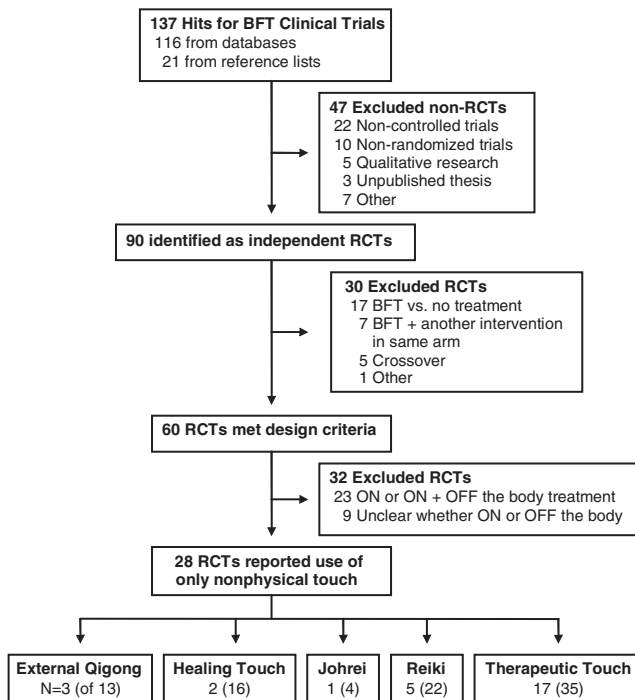 137 Hits for BFT Clinical Trials
116 from databases
21 from reference lists
47 Excluded non-RCTs
22 Non-controlled trials
10 Non-randomized trials
5 Qualitative research
3 Unpublished thesis
7 Other
90 identified as independent RCTs
30 Excluded RCTs
17 BFT vs. no treatment
7 BFT + another intervention
in same arm
5 Crossover
1 Other
60 RCTs met design criteria
32 Excluded RCTs
23 ON or ON + OFF the body treatment
9 Unclear whether ON or OFF the body
28 RCTs reported use of
only nonphysical touch
External Qigong
N=3 (of 13)
Healing Touch
2 (16)
Johrei
1 (4)
Reiki
5 (22)
Therapeutic Touch
17 (35)